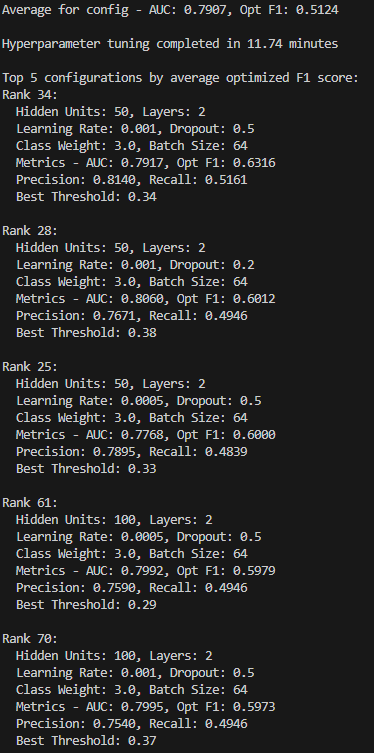 Average for config - AUC: 0.7907, Opt F1: 0.5124
Hyperparameter tuning completed in 11.74 minutes
Top 5 configurations by average optimized F1 score:
Rank 34:
Hidden Units: 50, Layers: 2
Learning Rate: 0.001, Dropout: 0.5
Class Weight: 3.0, Batch Size: 64
Metrics - AUC: 0.7917, Opt F1: 0.6316
Precision: 0.8140, Recall: 0.5161
Best Threshold: 0.34
Rank 28:
Hidden Units: 50, Layers: 2
Learning Rate: 0.001, Dropout: 0.2
Class Weight: 3.0, Batch Size: 64
Metrics - AUC: 0.8060, Opt F1: 0.6012
Precision: 0.7671, Recall: 0.4946
Best Threshold: 0.38
Rank 25:
Hidden Units: 50, Layers: 2
Learning Rate: 0.0005, Dropout: 0.5
Class Weight: 3.0, Batch Size: 64
Metrics - AUC: 0.7768, Opt F1: 0.6000
Precision: 0.7895, Recall: 0.4839
Best Threshold: 0.33
Rank 61:
Hidden Units: 100, Layers: 2
Learning Rate: 0.0005, Dropout: 0.5
Class Weight: 3.0, Batch Size: 64
Metrics - AUC: 0.7992, Opt F1: 0.5979
Precision: 0.7590, Recall: 0.4946
Best Threshold: 0.29
Rank 70:
Hidden Units: 100, Layers: 2
Learning Rate: 0.001, Dropout: 0.5
Class Weight: 3.0, Batch Size: 64
Metrics - AUC: 0.7995, Opt F1: 0.5973
Precision: 0.7540, Recall: 0.4946
Best Threshold: 0.37